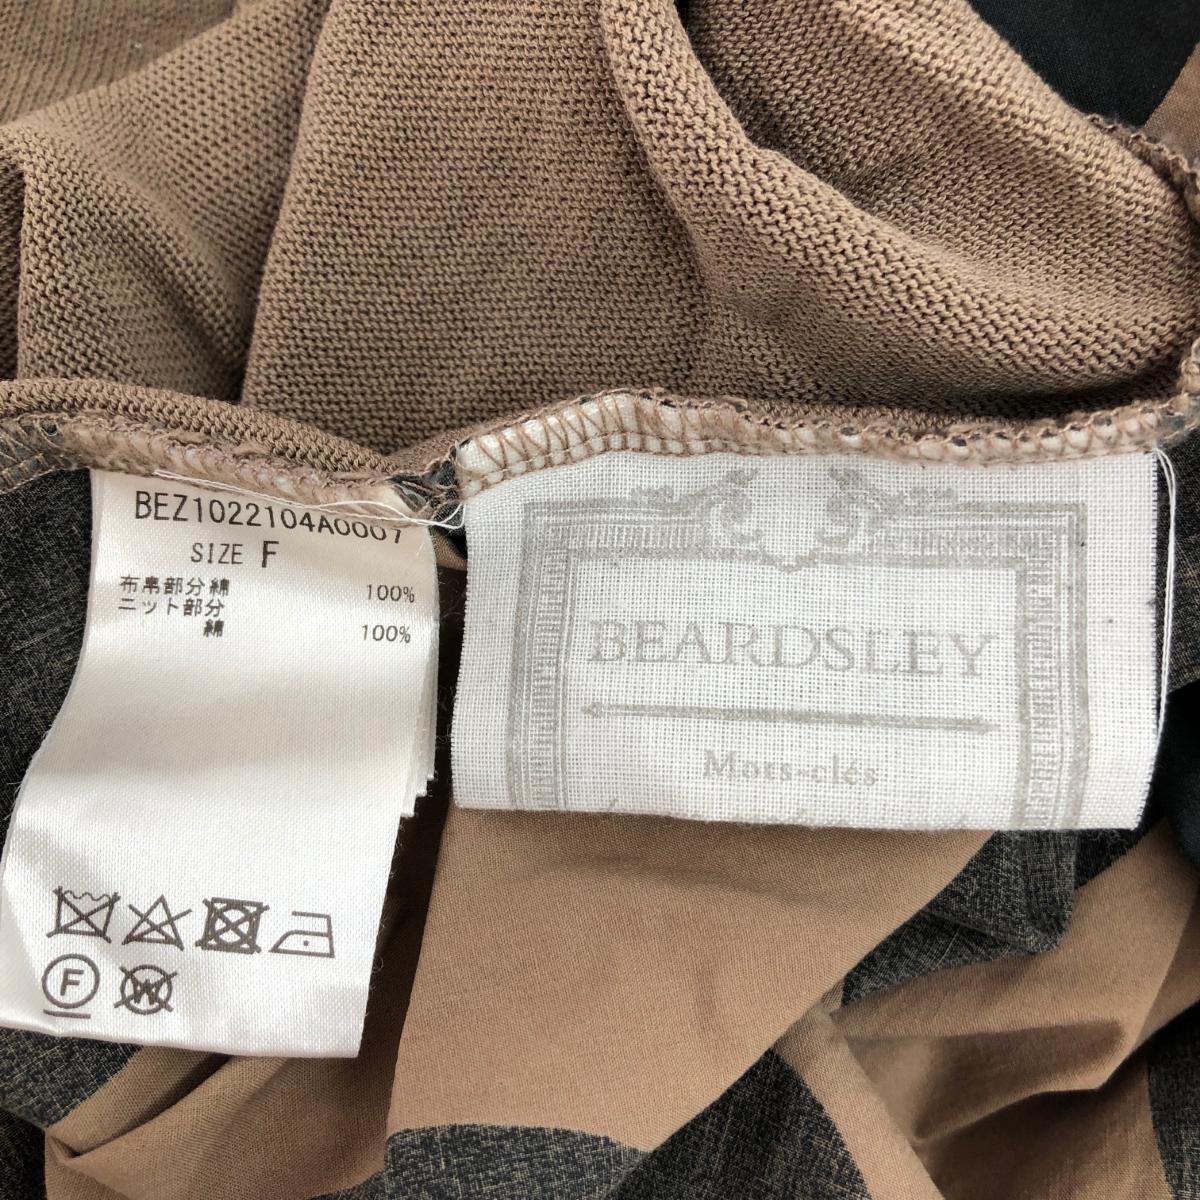 BEZ1022104A0007
SIZE F
布帛部分綿 100%
ニット部分
綿 100%
F
W
BEARDSLEY
Mots-clés